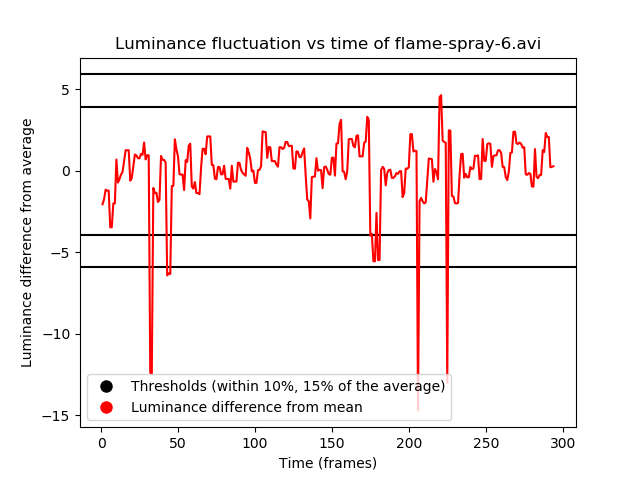 Luminance fluctuation vs time of flame-spray-6.avi
Luminance difference from average
5
0
−5
−10
−15
Thresholds (within 10%, 15% of the average)
Luminance difference from mean
0
50
100
150
200
250
300
Time (frames)